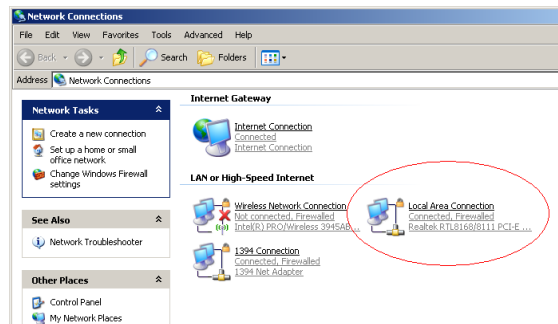 Network Connections
File Edit View Favorites Tools Advanced Help
Back Search Folders
Address Network Connections
Network Tasks
Create a new connection
Set up a home or small
office network
Change Windows Firewall
settings
See Also
Network Troubleshooter
Other Places
Control Panel
My Network Places
Internet Gateway
Internet Connection
Connected
Internet Connection
LAN or High-Speed Internet
Wireless Network Connection
Not connected, Firewalled
Intel(R) PRO/Wireless 3945AB...
Local Area Connection
Connected, Firewalled
Realtek RTL8168/8111 PCI-E ...
1394 Connection
Connected, Firewalled
1394 Net Adapter